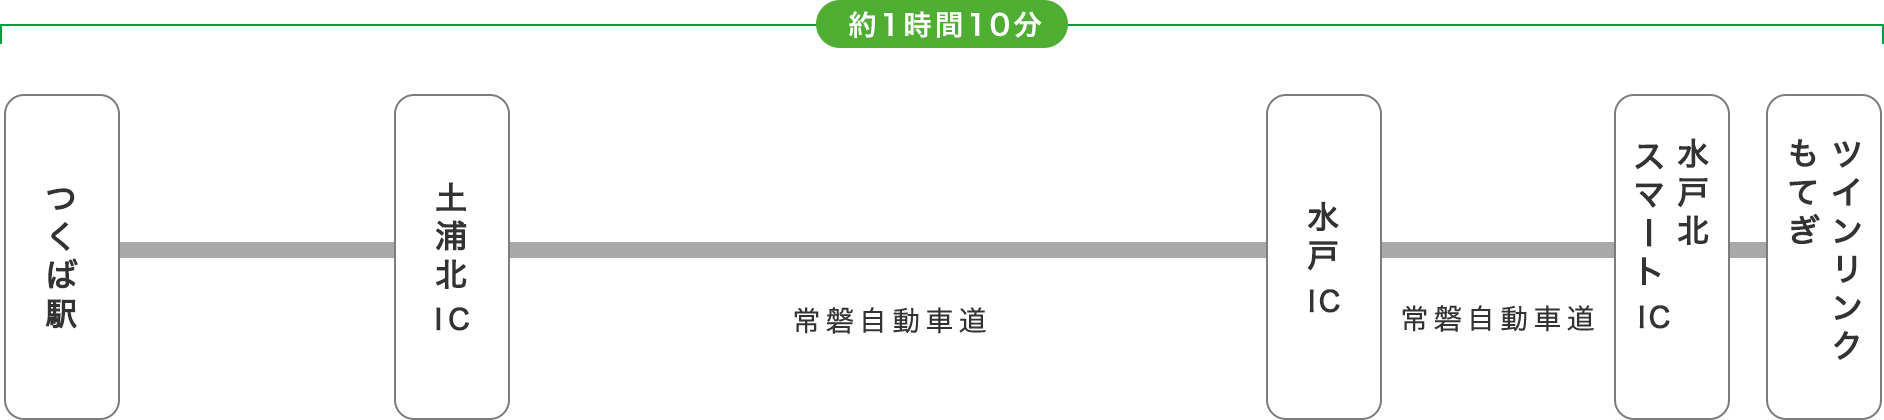 約1時間10分
つくば駅
土浦北IC
常磐自動車道
水戸IC
常磐自動車道
水戸北
スマートIC
ツインリンク
もてぎ